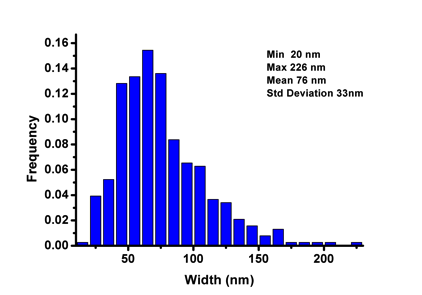 0.16
0.14
0.12
0.10
0.08
0.06
0.04
0.02
0.00
Frequency
Min 20 nm
Max 226 nm
Mean 76 nm
Std Deviation 33nm
50 100 150 200
Width (nm)